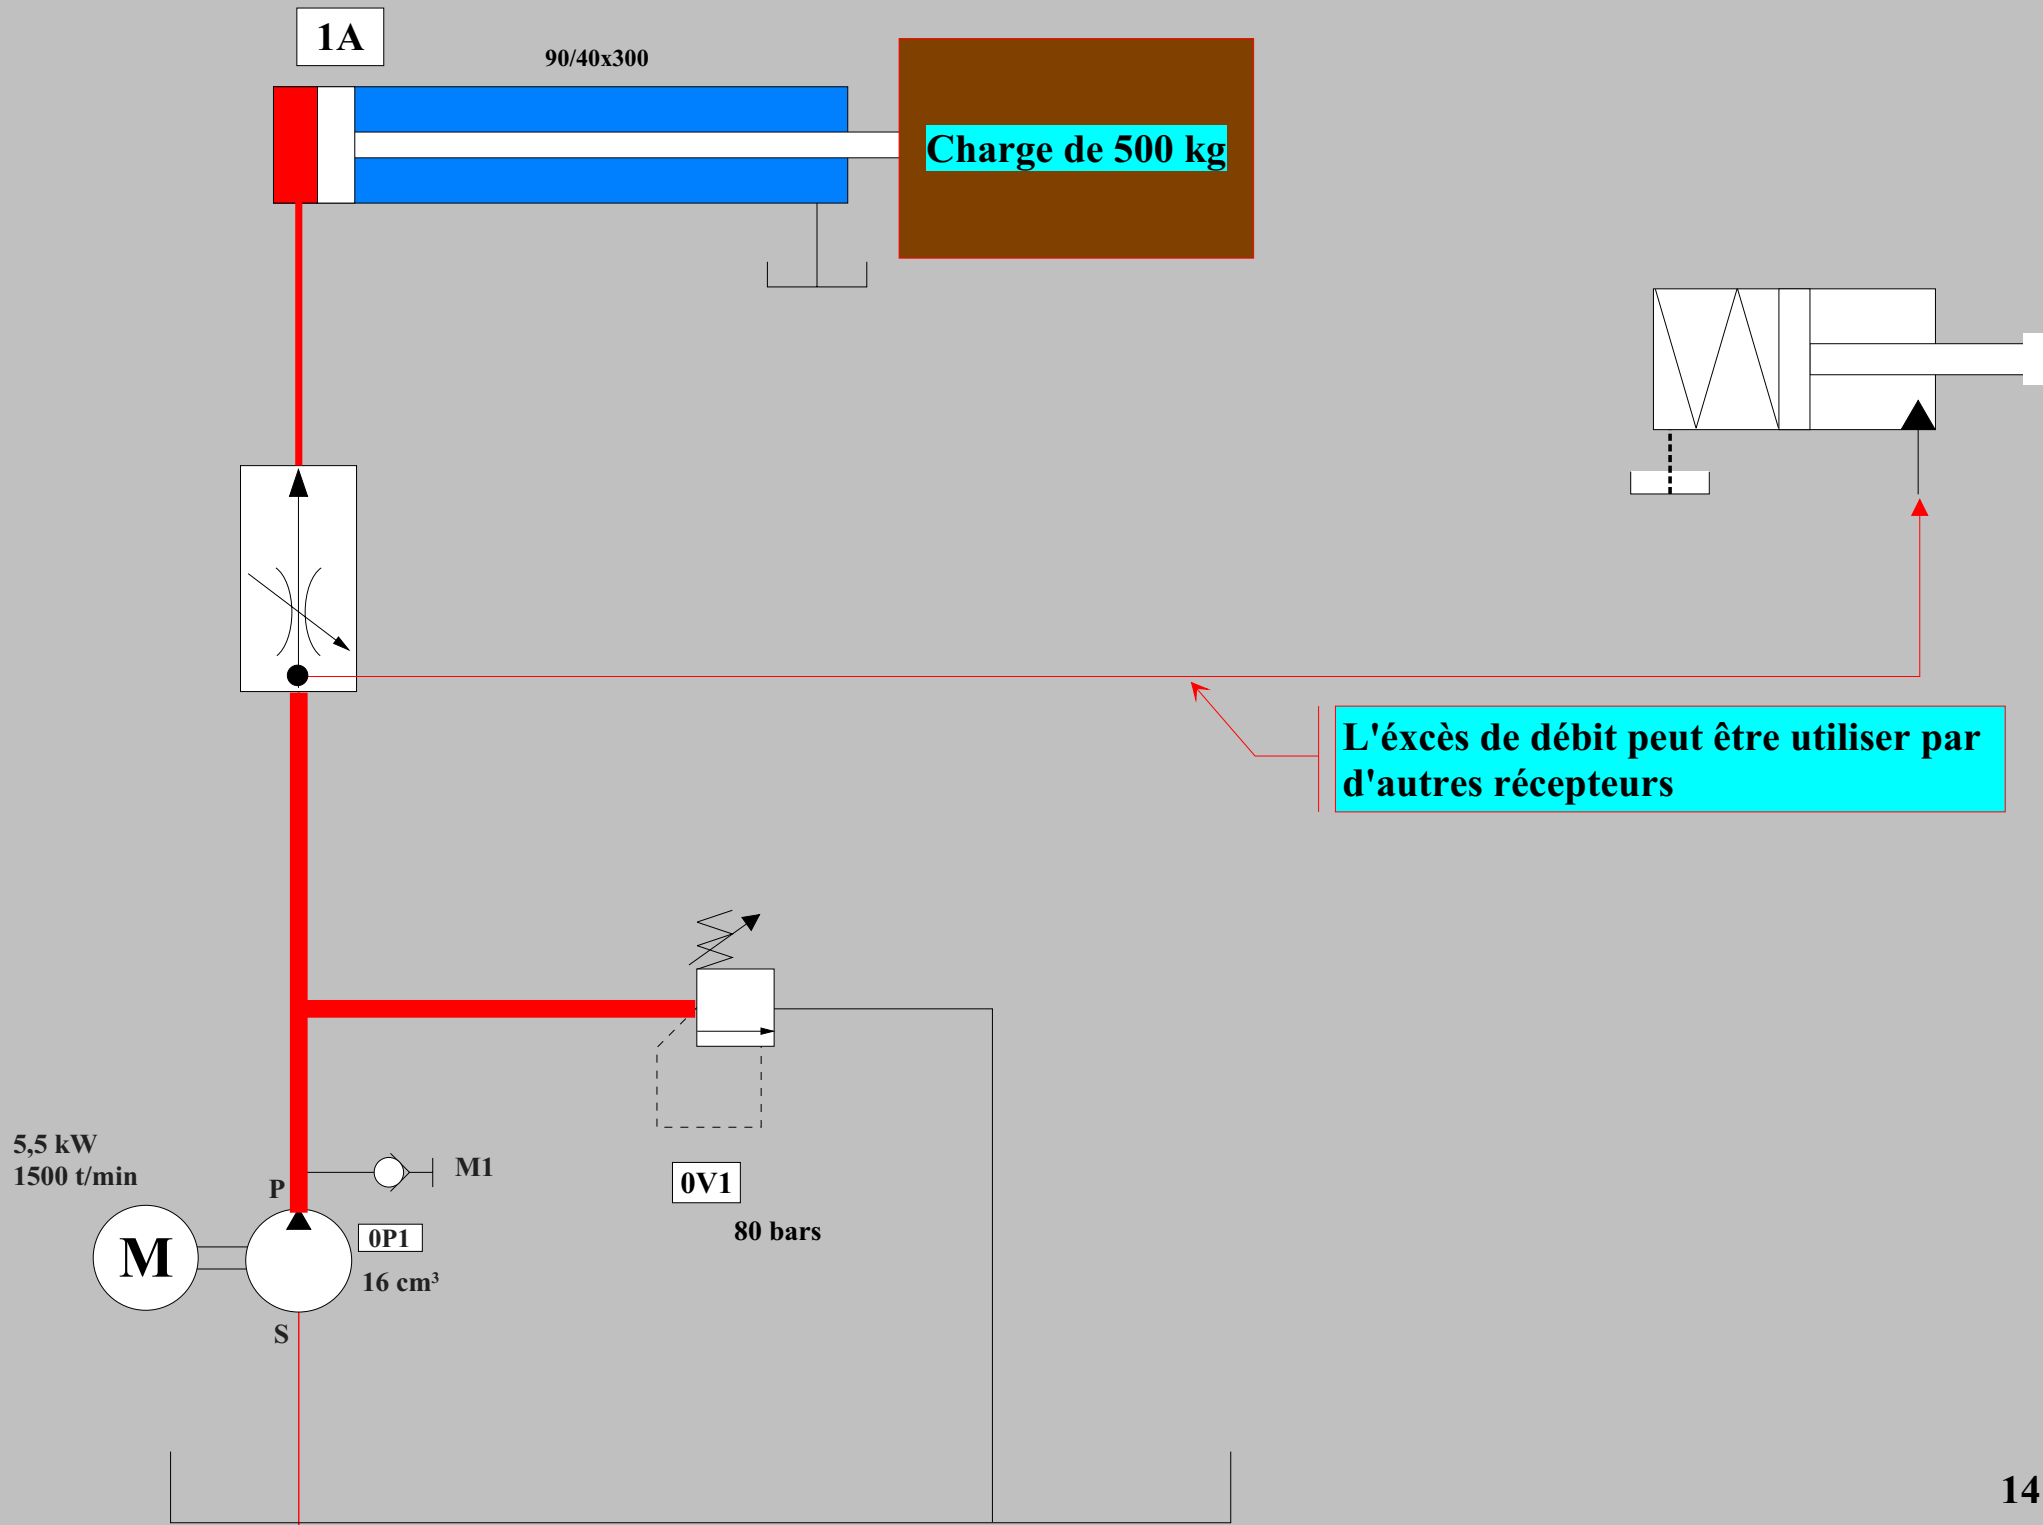 1A
90/40x300
Charge de 500 kg
L'éxcès de débit peut être utiliser par
d'autres récepteurs
5,5 kW
1500 t/min
P
M1
0V1
80 bars
M
0P1
16 cm³
S
14